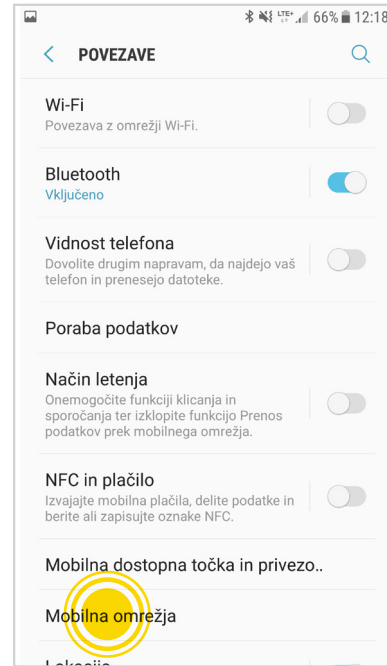 LTE+ 66% 12:18
POVEZAVE
Wi-Fi
Povezava z omrežji Wi-Fi.
Bluetooth
Vključeno
Vidnost telefona
Dovolite drugim napravam, da najdejo vaš
telefon in prenesejo datoteke.
Poraba podatkov
Način letenja
Onemogočite funkciji klicanja in
sporočanja ter izklopite funkcijo Prenos
podatkov prek mobilnega omrežja.
NFC in plačilo
Izvajajte mobilna plačila, delite podatke in
berite ali zapisujte oznake NFC.
Mobilna dostopna točka in privezo..
Mobilna omrežja
Lokacija